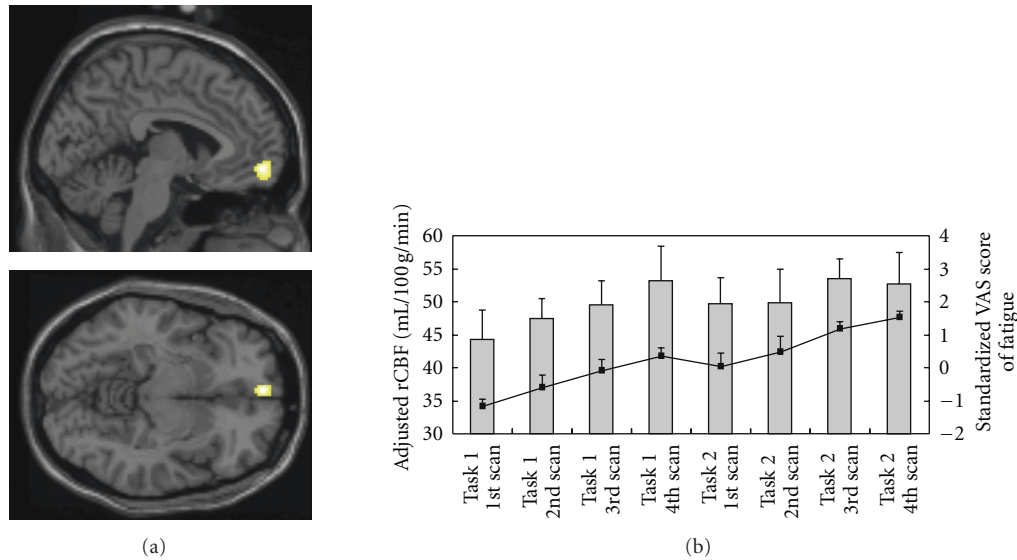 (a)
Adjusted rCBF (mL/100 g/min)
60
55
50
45
40
35
30
4
3
2
1
0
−1
−2
Standardized VAS score
of fatigue
Task 1
1st scan
Task 1
2nd scan
Task 1
3rd scan
Task 1
4th scan
Task 2
1st scan
Task 2
2nd scan
Task 2
3rd scan
Task 2
4th scan
(b)